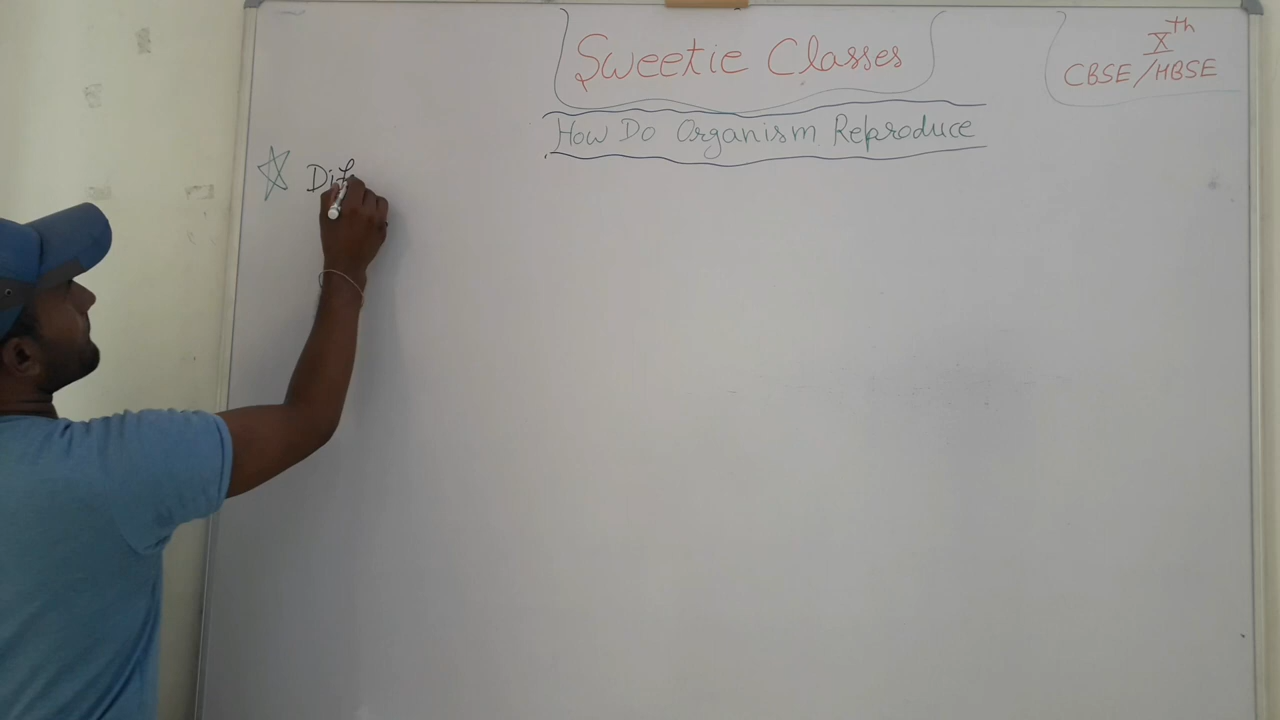 Sweetie Classes
Xth
CBSE/HBSE
How Do Organism Reproduce
Dif